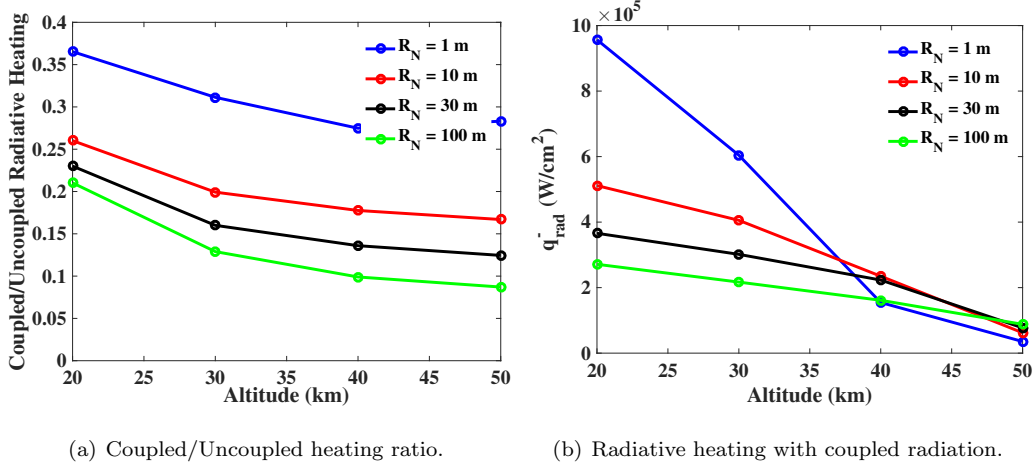 Coupled/Uncoupled Radiative Heating
0.4
0.35
0.3
0.25
0.2
0.15
0.1
0.05
0
20
25
30
35
40
45
50
Altitude (km)
R_N = 1 m
R_N = 10 m
R_N = 30 m
R_N = 100 m
(a) Coupled/Uncoupled heating ratio.
× 10^5
q^-_rad (W/cm^2)
10
8
6
4
2
0
20
25
30
35
40
45
50
Altitude (km)
R_N = 1 m
R_N = 10 m
R_N = 30 m
R_N = 100 m
(b) Radiative heating with coupled radiation.